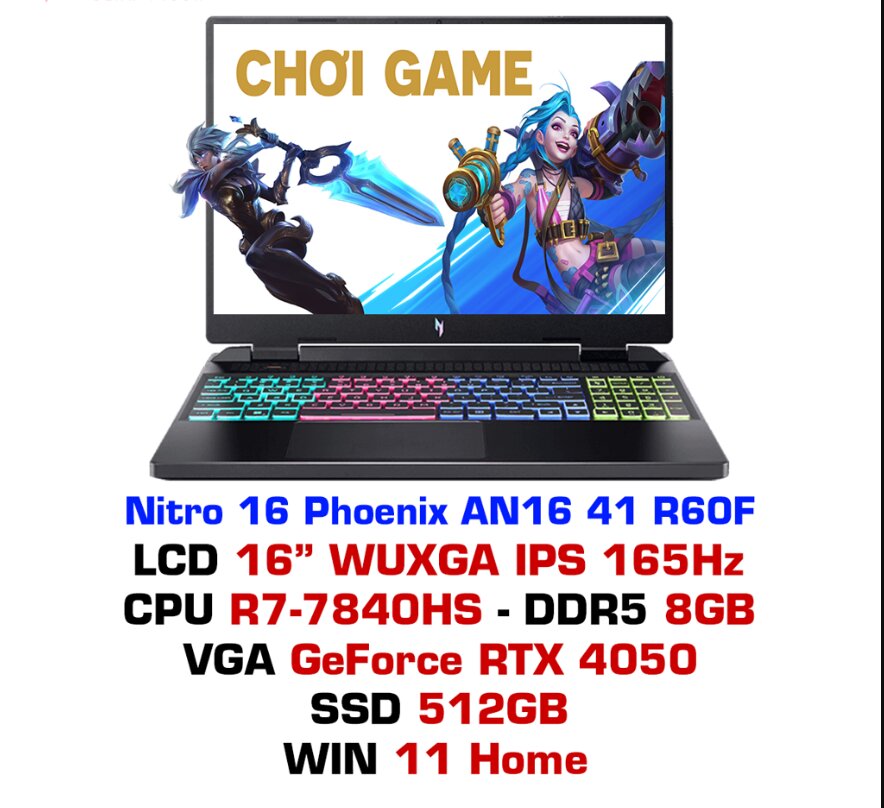 CHƠI GAME
Nitro 16 Phoenix AN16 41 R60F
LCD 16” WUXGA IPS 165Hz
CPU R7-7840HS - DDR5 8GB
VGA GeForce RTX 4050
SSD 512GB
WIN 11 Home